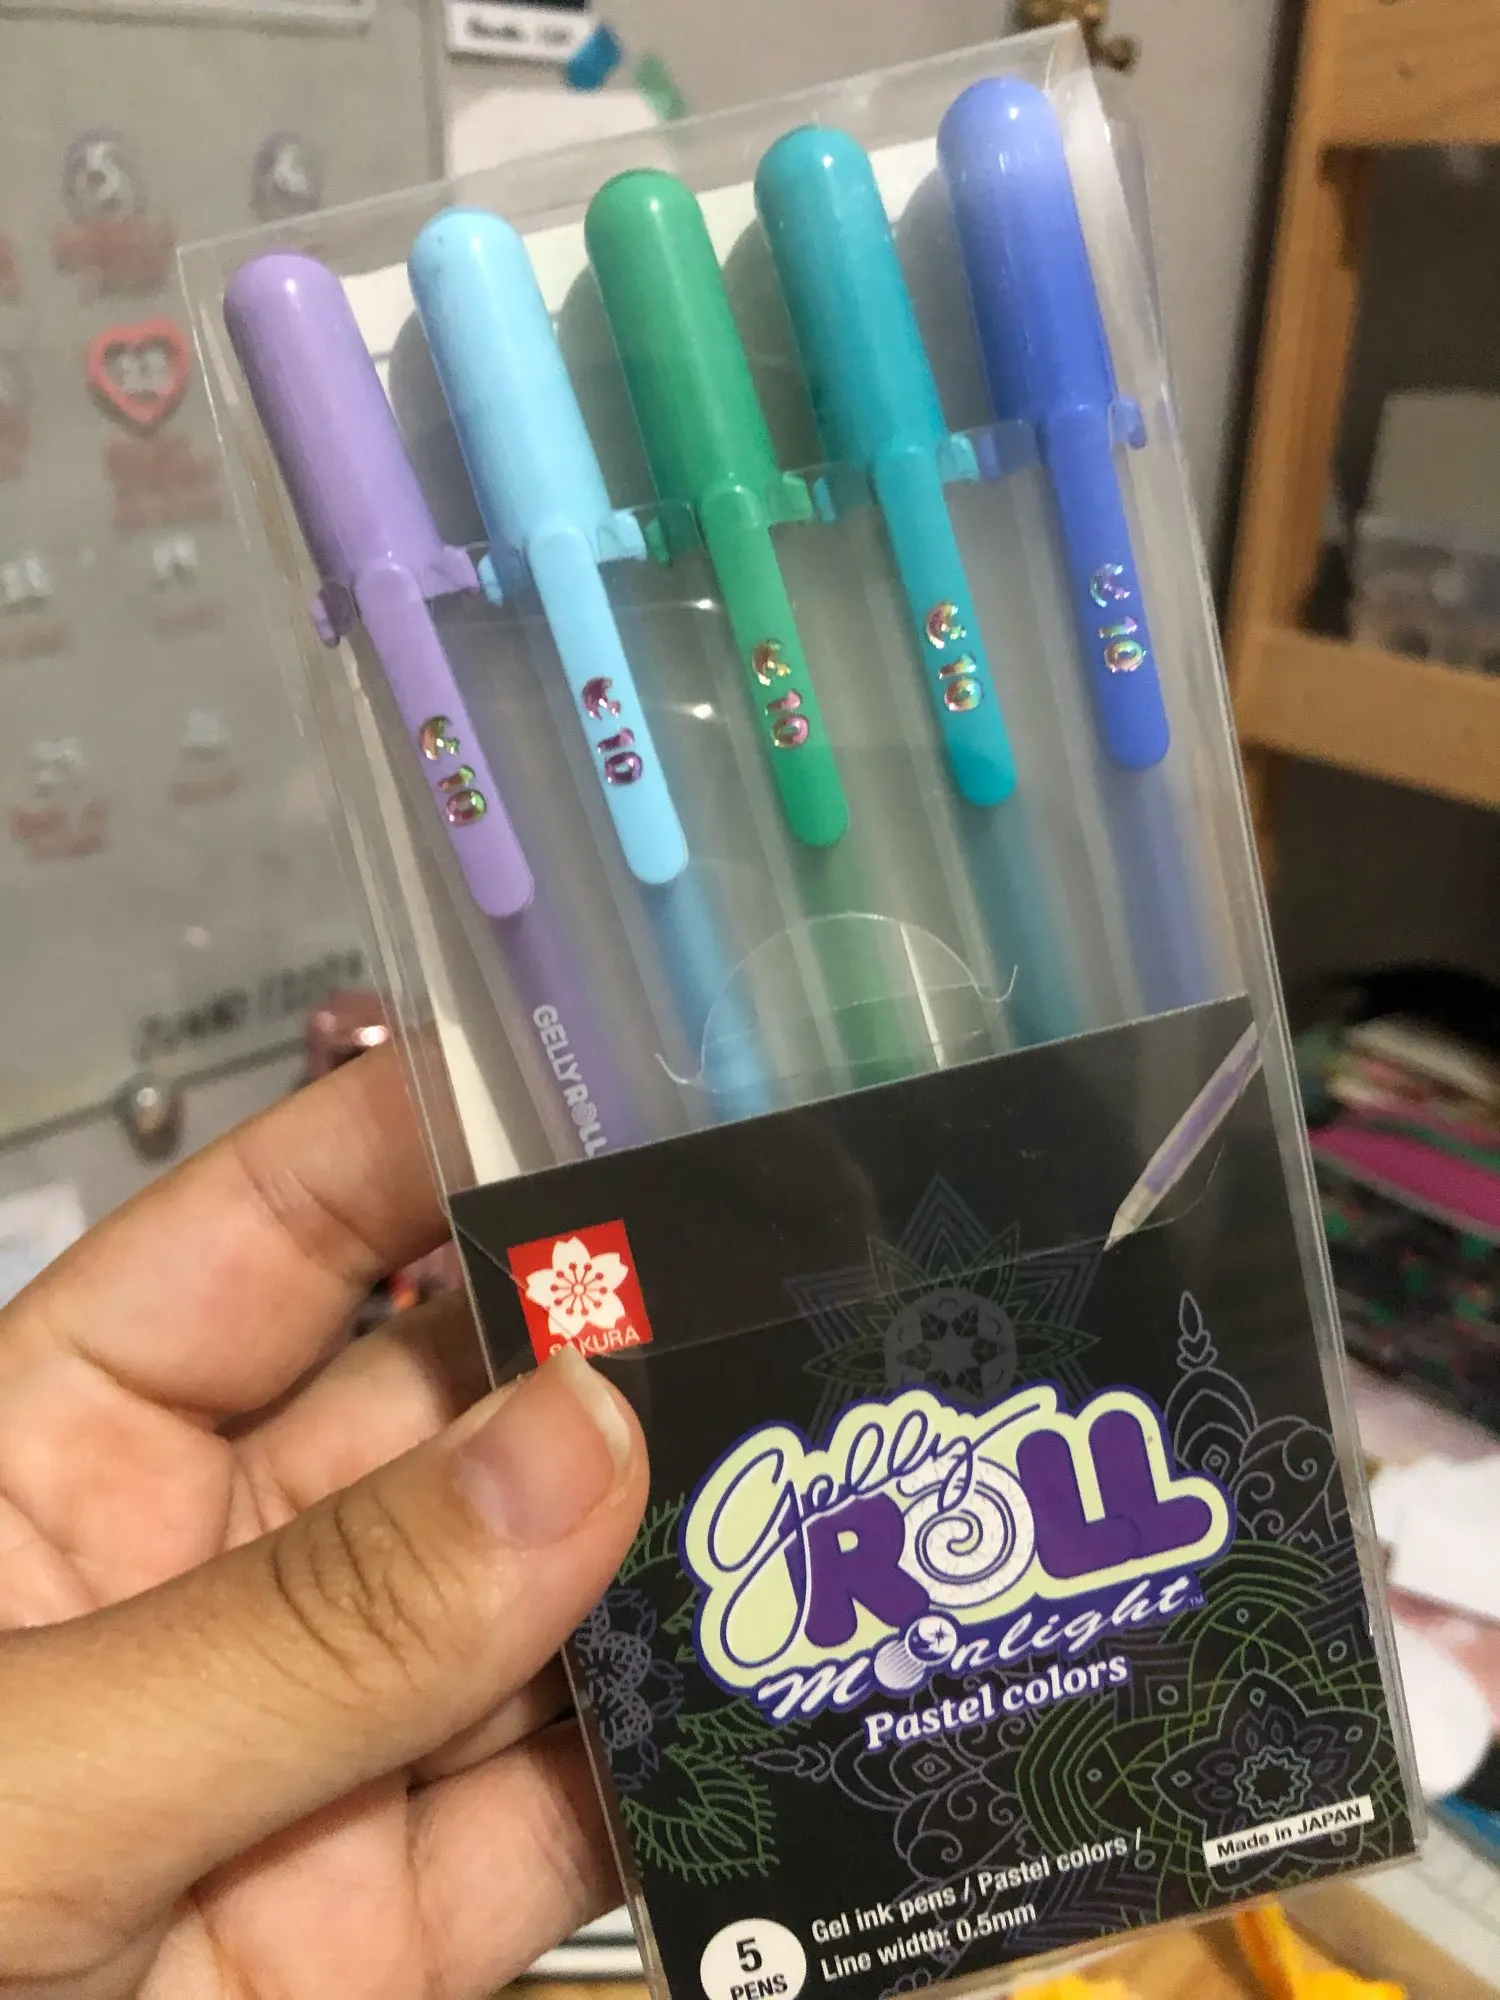 10
10
10
10
10
GELLY ROLL
SAKURA
Gelly
ROLL
Moonlight™
Pastel colors
Made in JAPAN
Gel ink pens / Pastel colors /
Line width: 0.5mm
5
PENS